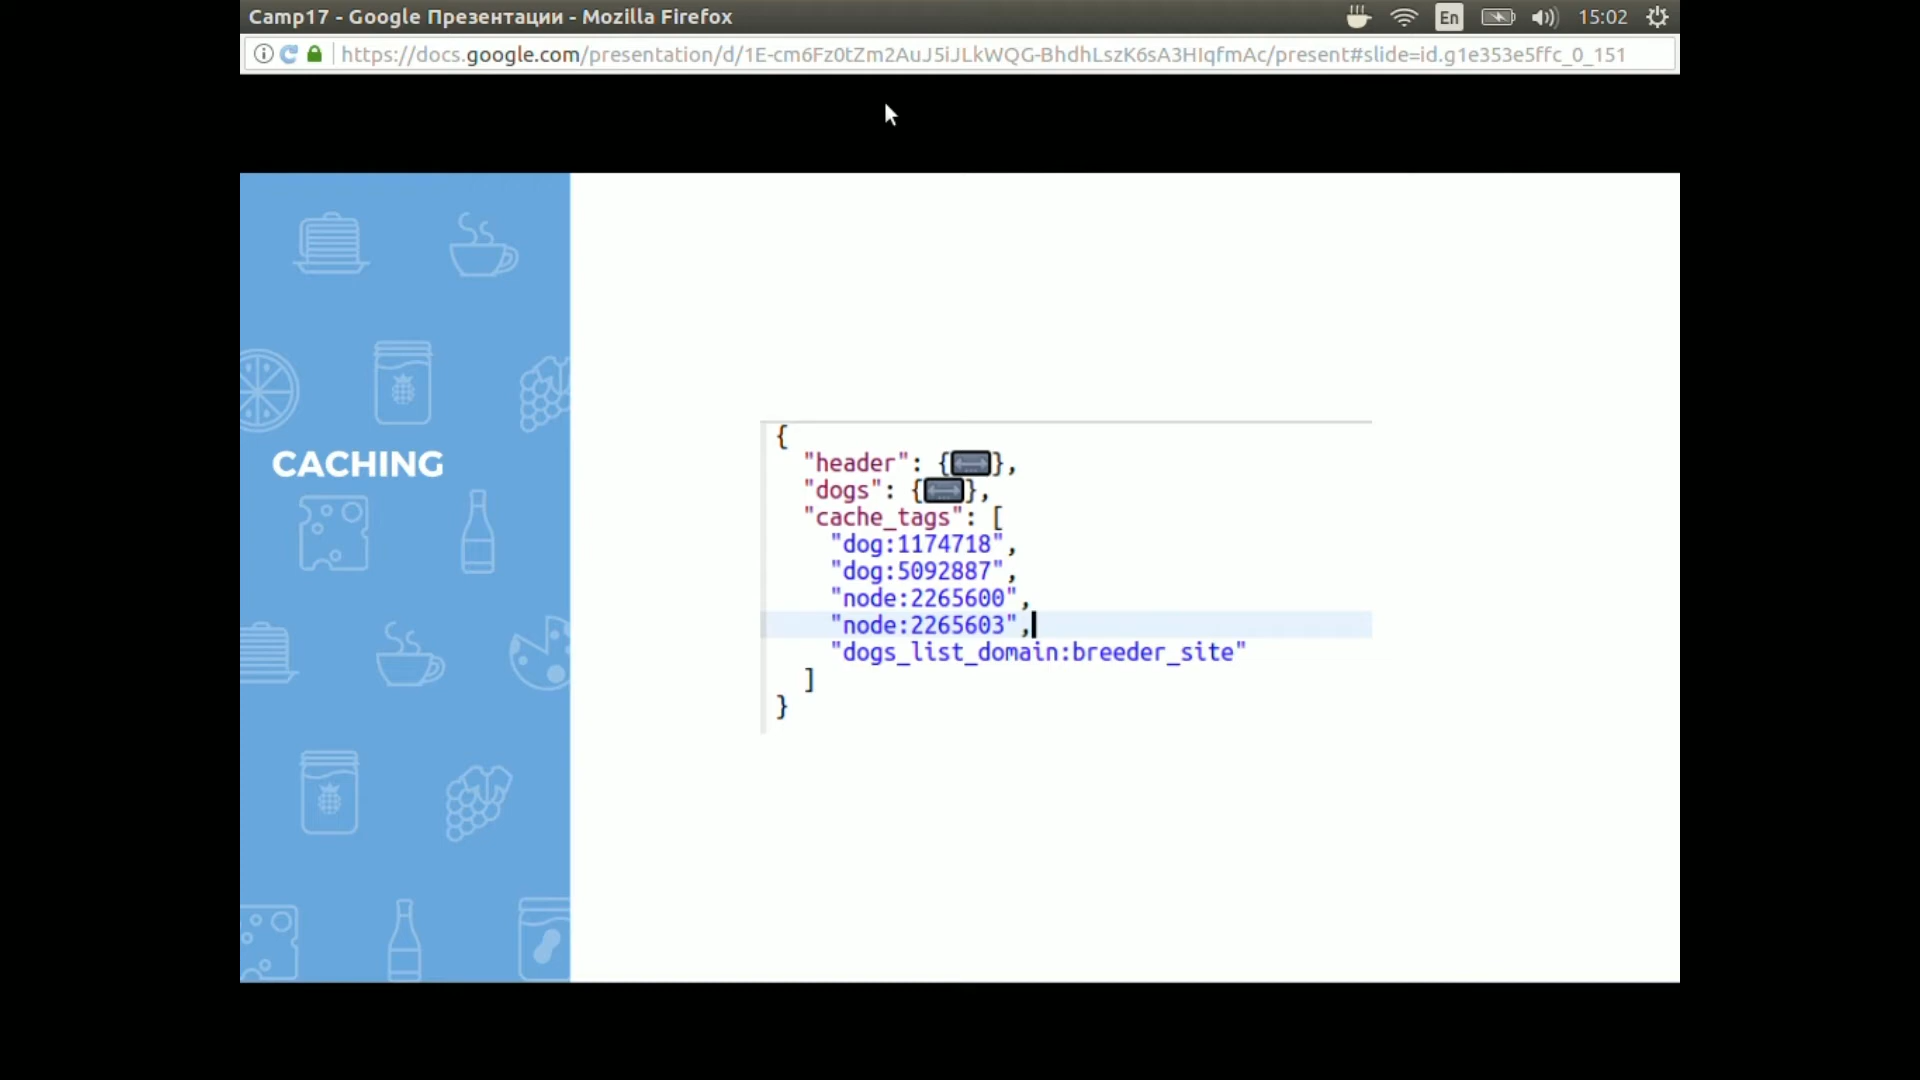 Camp17 - Google Презентации - Mozilla Firefox
En
15:02
https://docs.google.com/presentation/d/1E-cm6Fz0tZm2AuJ5iJLkWQG-BhdhLszK6sA3HIqfmAc/present#slide=id.g1e353e5ffc_0_151
CACHING
{
"header": {...},
"dogs": {...},
"cache_tags": [
"dog:1174718",
"dog:5092887",
"node:2265600",
"node:2265603",
"dogs_list_domain:breeder_site"
]
}